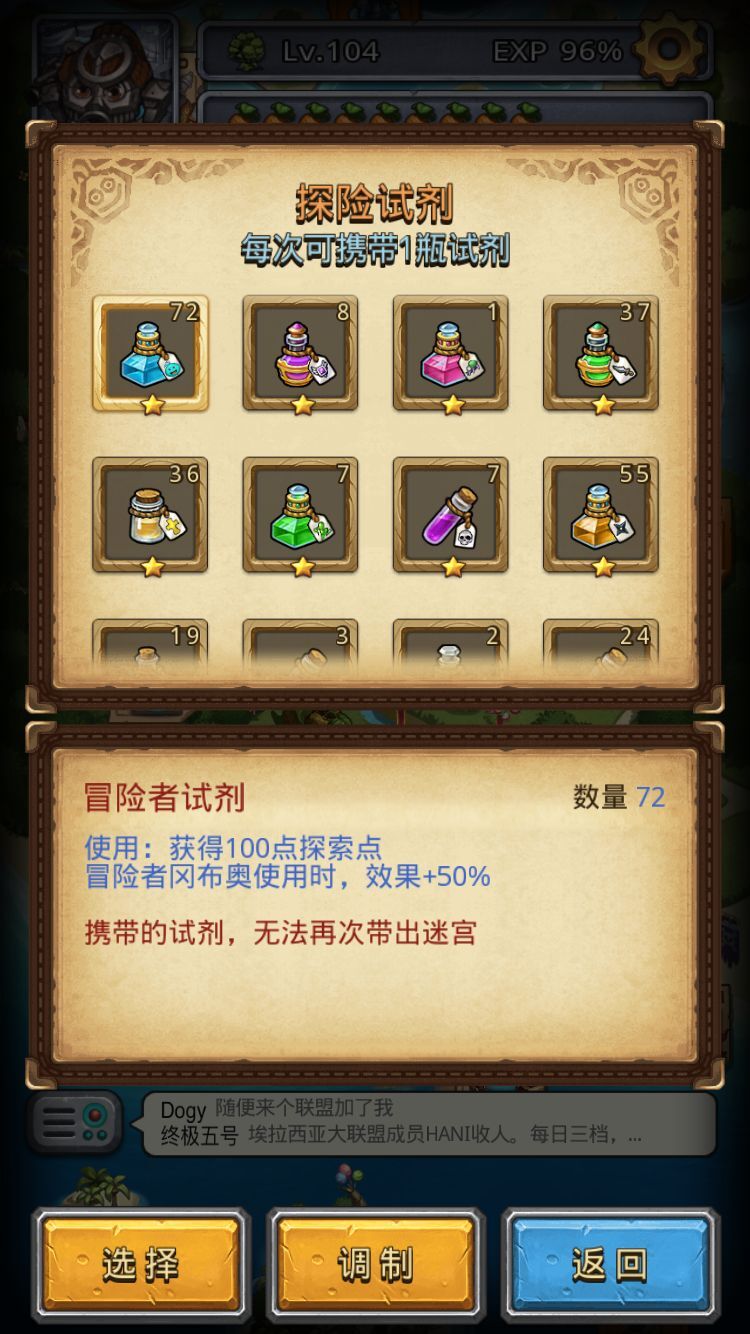 Lv.104
EXP 96%
探险试剂
每次可携带1瓶试剂
72
8
1
37
36
7
7
55
19
3
2
24
冒险者试剂
数量 72
使用：获得100点探索点
冒险者冈布奥使用时，效果+50%
携带的试剂，无法再次带出迷宫
Dogy 随便来个联盟加了我
终极五号 埃拉西亚大联盟成员HANI收人。每日三档，...
选择
调制
返回